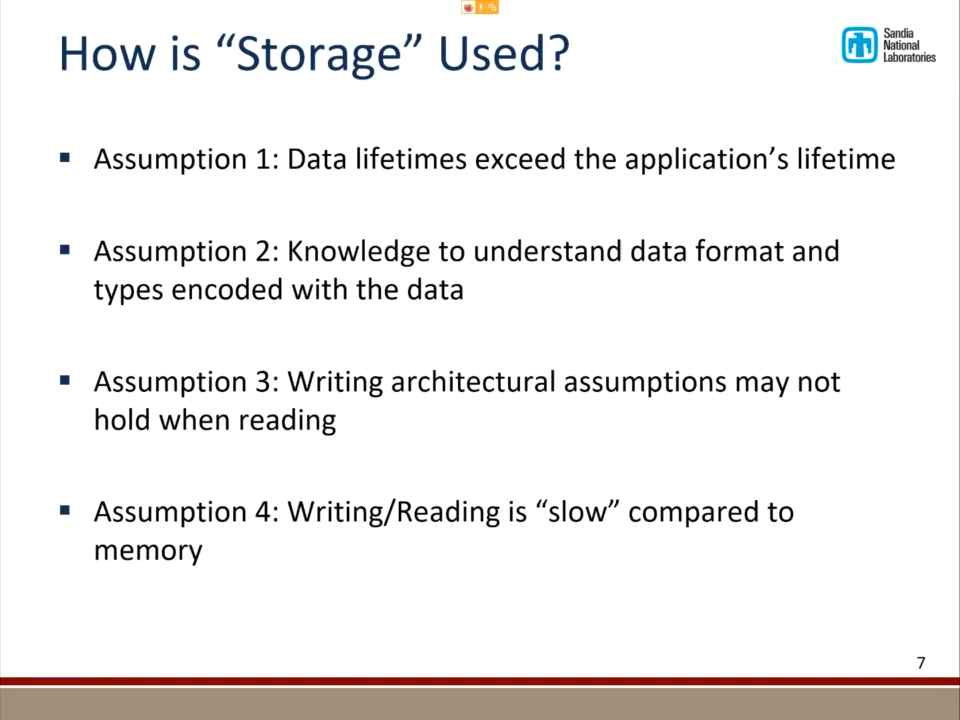 How is “Storage” Used?
Sandia
National
Laboratories
Assumption 1: Data lifetimes exceed the application’s lifetime
Assumption 2: Knowledge to understand data format and
types encoded with the data
Assumption 3: Writing architectural assumptions may not
hold when reading
Assumption 4: Writing/Reading is “slow” compared to
memory
7